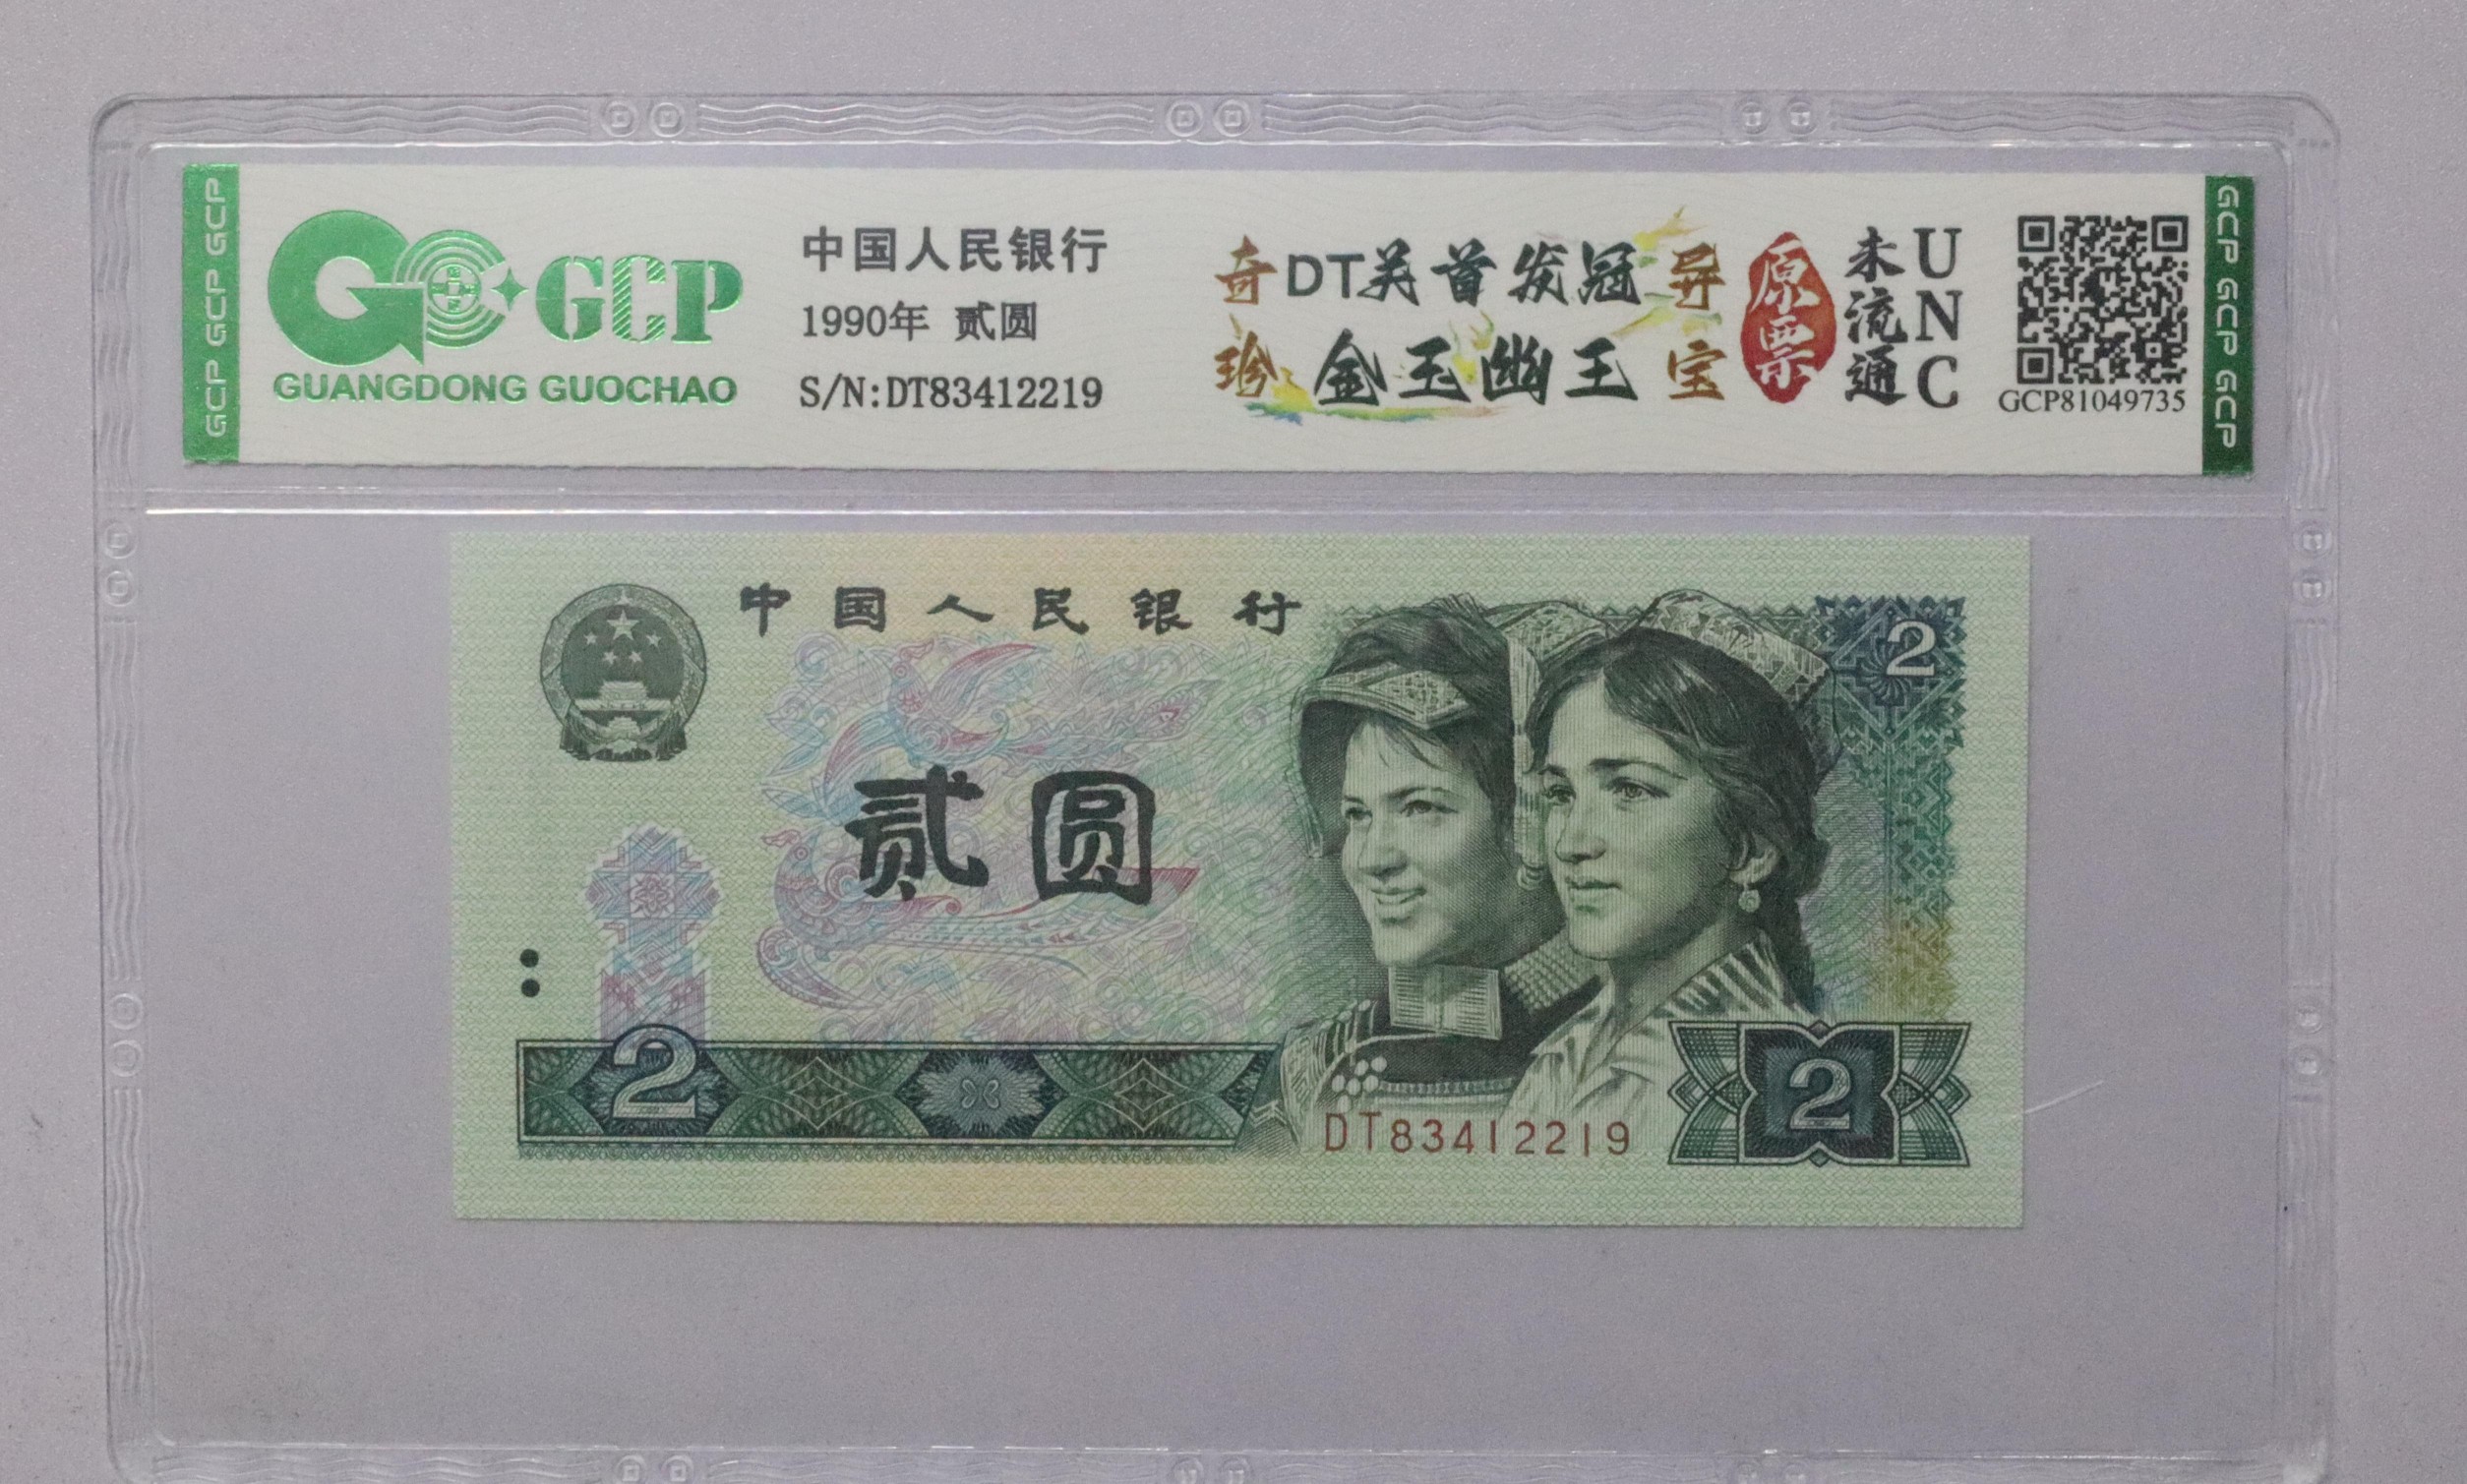 GCP GCP GCP
GCP
GUANGDONG GUOCHAO
中国人民银行
1990年 贰圆
S/N:DT83412219
奇珍
DT关首发冠
金玉幽王
异宝
原票
未流通
UNC
GCP81049735
GCP GCP GCP
中国人民银行
2
贰圆
2
DT83412219
2